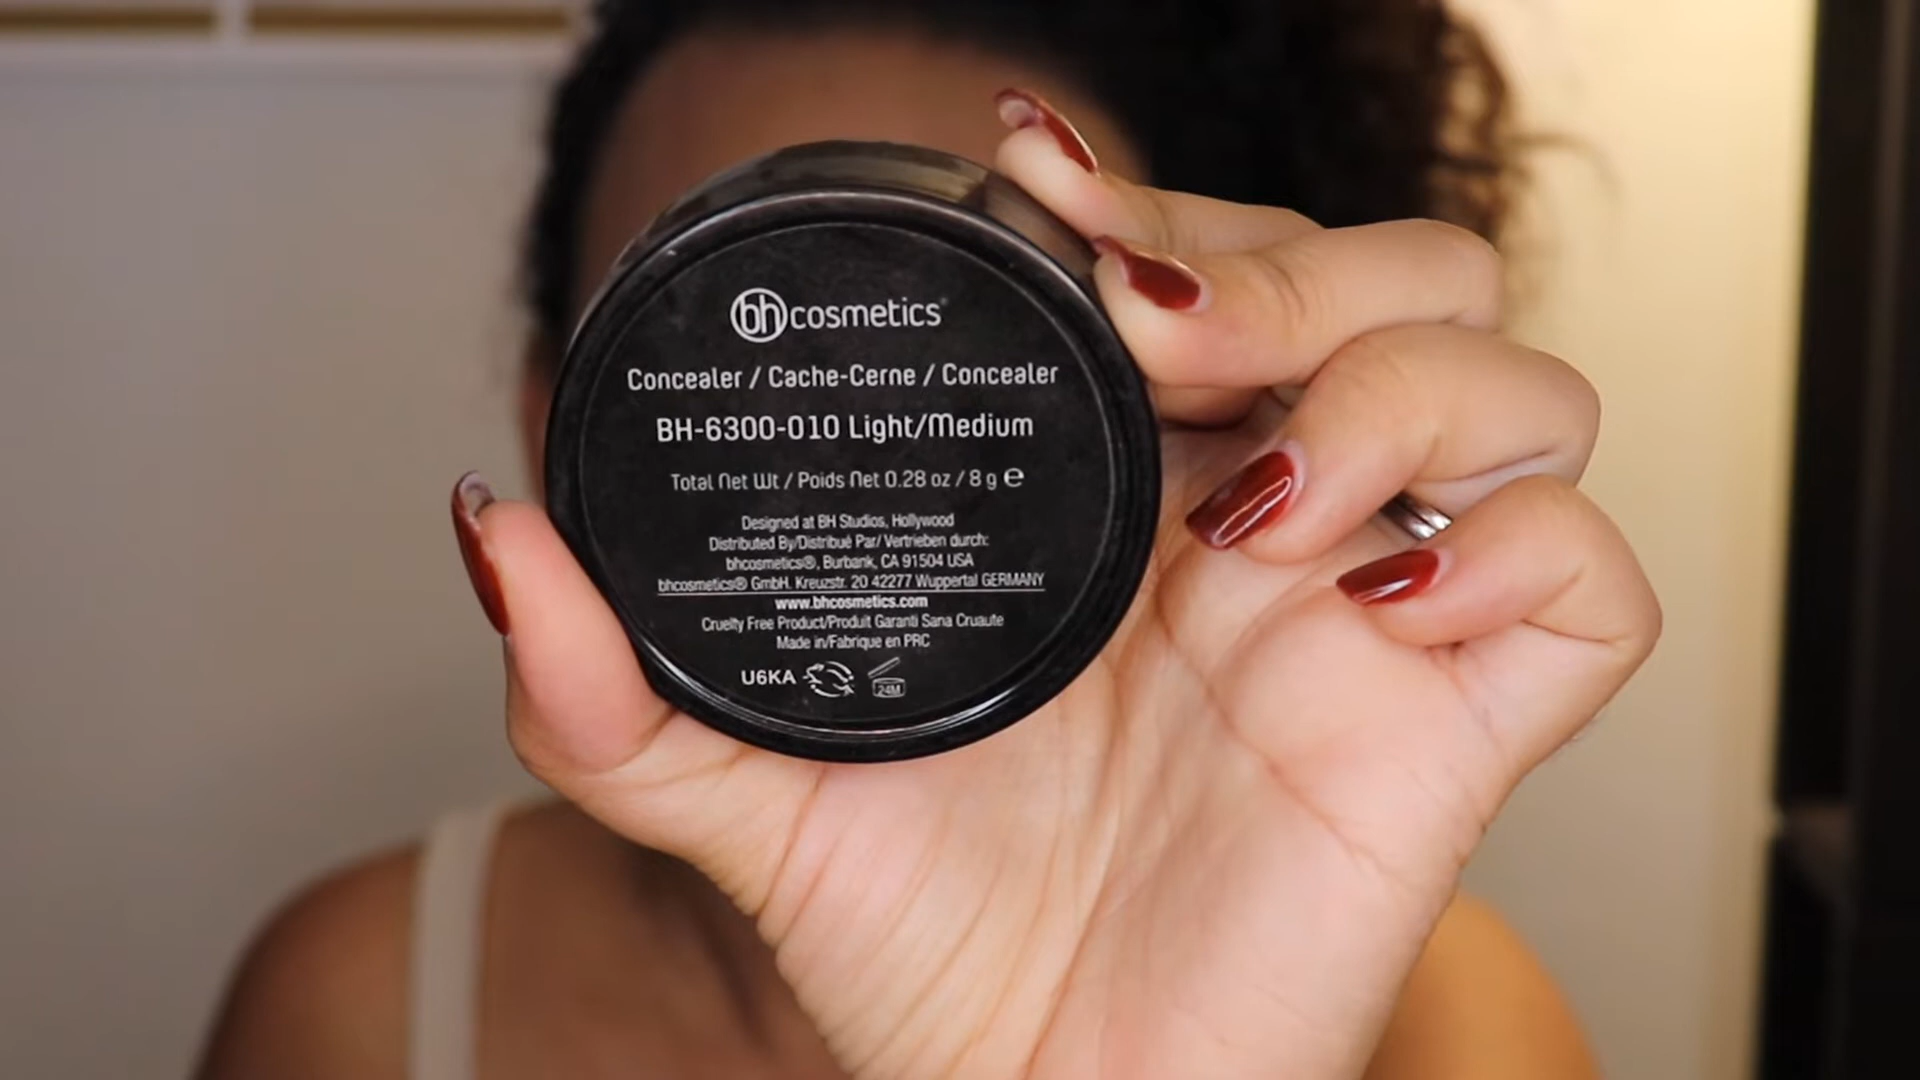 bhcosmetics
Concealer / Cache-Cerne / Concealer
BH-6300-010 Light/Medium
Total Net Wt / Poids Net 0.28 oz / 8 g ℮
Designed at BH Studios, Hollywood
Distributed By/Distribué Par/ Vertrieben durch:
bhcosmetics®, Burbank, CA 91504 USA
bhcosmetics® GmbH. Kreuzstr. 20 42277 Wuppertal GERMANY
www.bhcosmetics.com
Cruelty Free Product/Produit Garanti Sana Cruaute
Made in/Fabrique en PRC
U6KA 24M